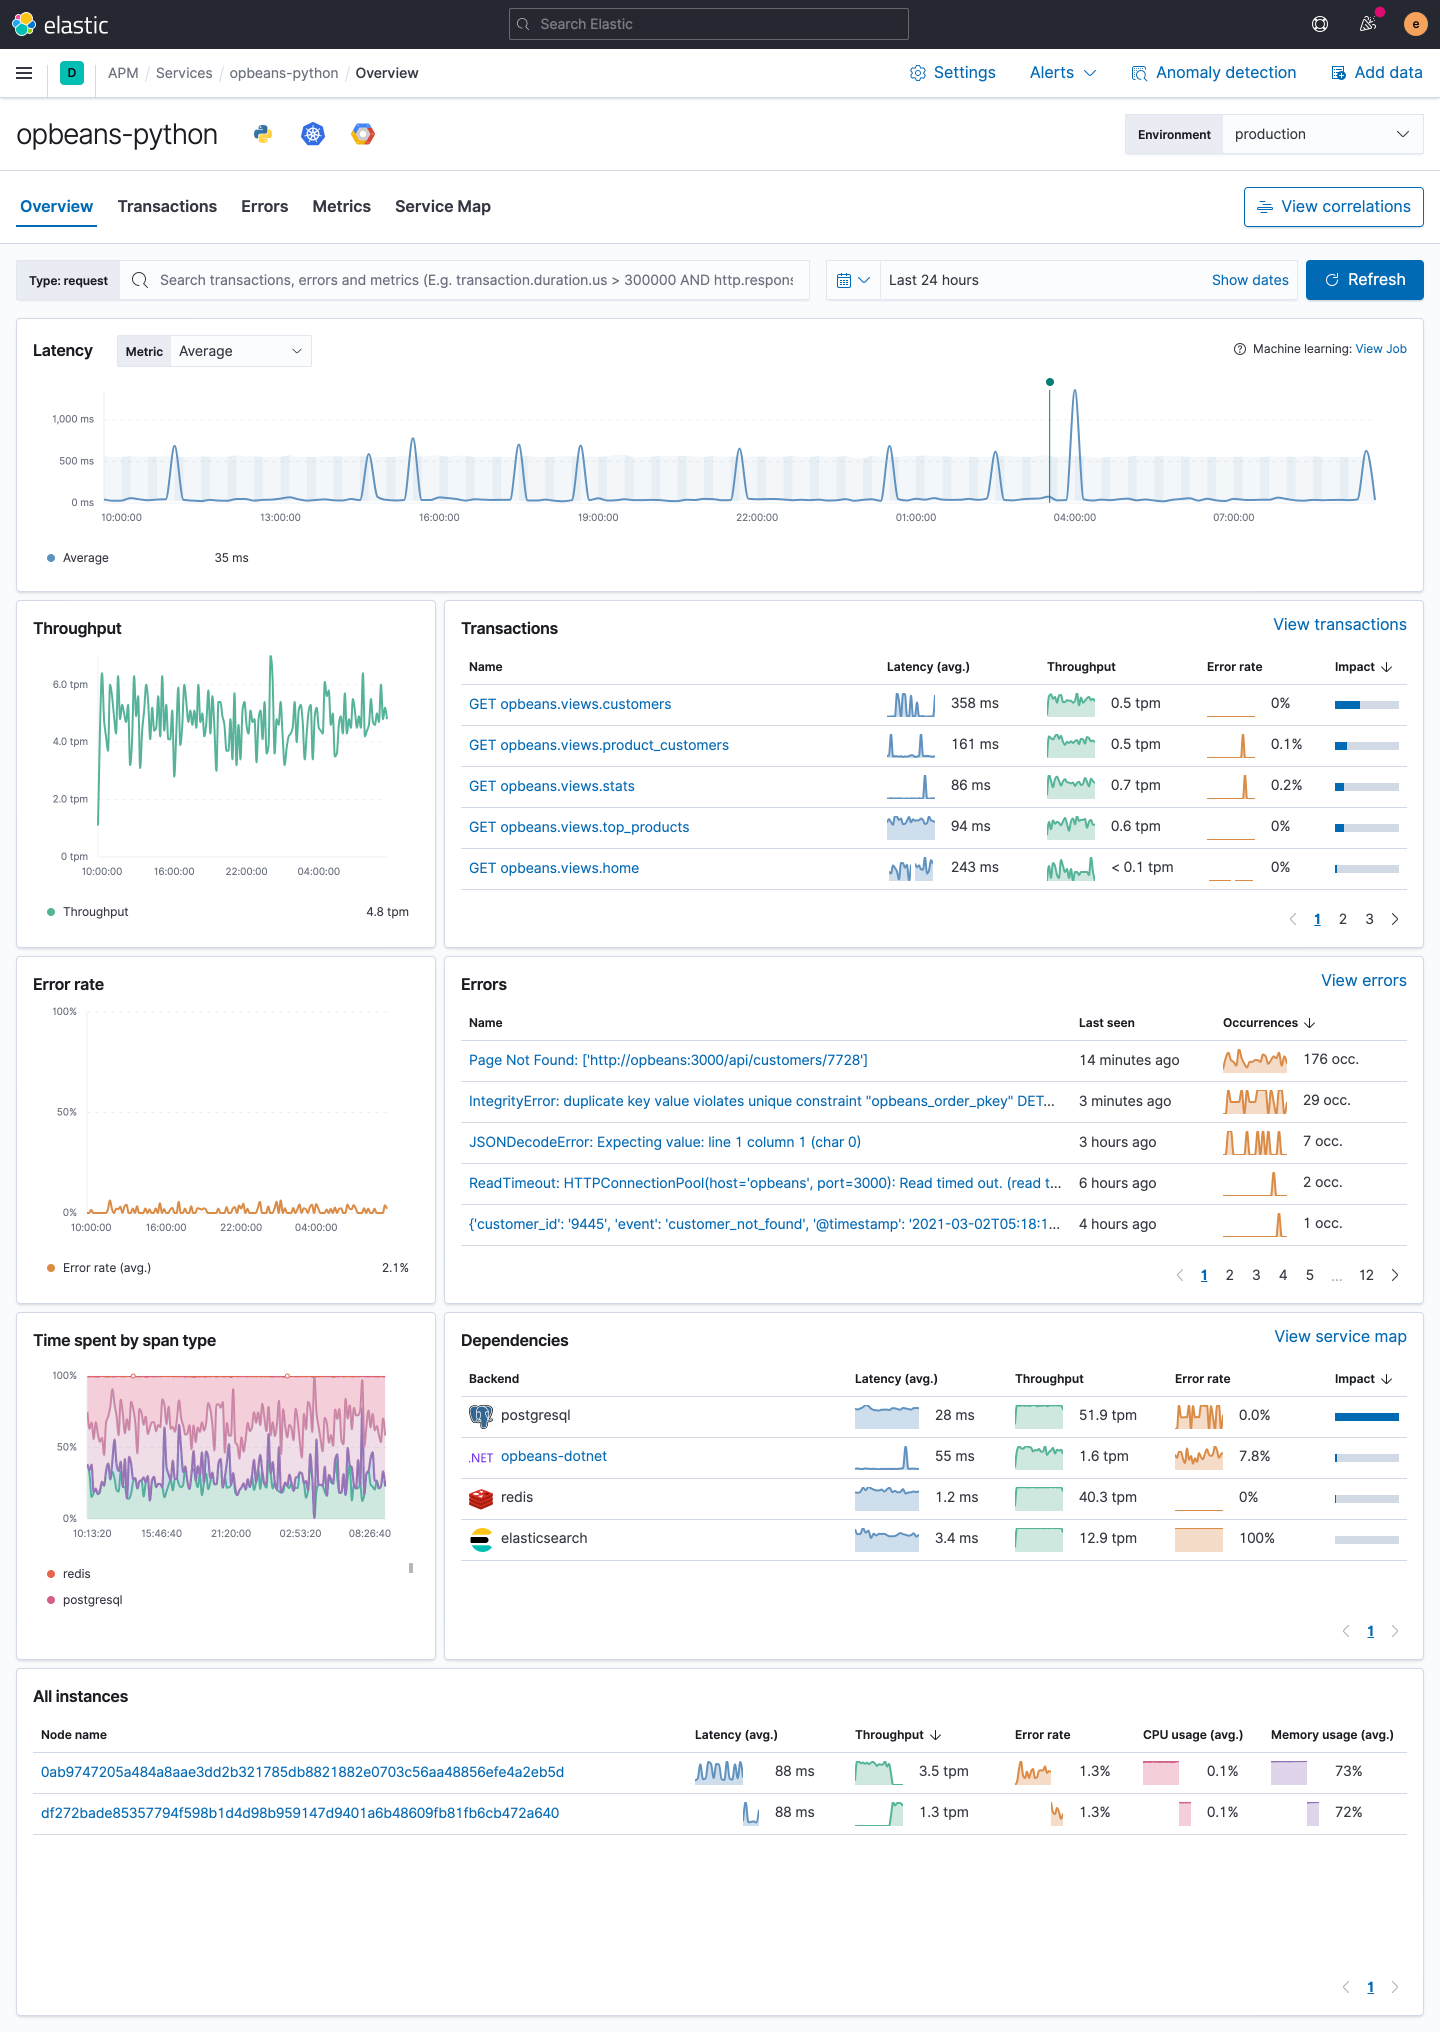 elastic
Search Elastic
e
D
APM / Services / opbeans-python / Overview
Settings
Alerts
Anomaly detection
Add data
opbeans-python
Environment
production
Overview
Transactions
Errors
Metrics
Service Map
View correlations
Type: request
Search transactions, errors and metrics (E.g. transaction.duration.us > 300000 AND http.respons
Last 24 hours
Show dates
Refresh
Latency
Metric
Average
Machine learning: View Job
1,000 ms
500 ms
0 ms
10:00:00 13:00:00 16:00:00 19:00:00 22:00:00 01:00:00 04:00:00 07:00:00
Average 35 ms
Throughput
6.0 tpm
4.0 tpm
2.0 tpm
0 tpm
10:00:00 16:00:00 22:00:00 04:00:00
Throughput 4.8 tpm
Transactions
View transactions
Name Latency (avg.) Throughput Error rate Impact
GET opbeans.views.customers 358 ms 0.5 tpm 0%
GET opbeans.views.product_customers 161 ms 0.5 tpm 0.1%
GET opbeans.views.stats 86 ms 0.7 tpm 0.2%
GET opbeans.views.top_products 94 ms 0.6 tpm 0%
GET opbeans.views.home 243 ms < 0.1 tpm 0%
1 2 3
Error rate
100%
50%
0%
10:00:00 16:00:00 22:00:00 04:00:00
Error rate (avg.) 2.1%
Errors
View errors
Name Last seen Occurrences
Page Not Found: ['http://opbeans:3000/api/customers/7728'] 14 minutes ago 176 occ.
IntegrityError: duplicate key value violates unique constraint "opbeans_order_pkey" DET... 3 minutes ago 29 occ.
JSONDecodeError: Expecting value: line 1 column 1 (char 0) 3 hours ago 7 occ.
ReadTimeout: HTTPConnectionPool(host='opbeans', port=3000): Read timed out. (read t... 6 hours ago 2 occ.
{'customer_id': '9445', 'event': 'customer_not_found', '@timestamp': '2021-03-02T05:18:1... 4 hours ago 1 occ.
1 2 3 4 5 ... 12
Time spent by span type
100%
50%
0%
10:13:20 15:46:40 21:20:00 02:53:20 08:26:40
redis
postgresql
Dependencies
View service map
Backend Latency (avg.) Throughput Error rate Impact
postgresql 28 ms 51.9 tpm 0.0%
.NET opbeans-dotnet 55 ms 1.6 tpm 7.8%
redis 1.2 ms 40.3 tpm 0%
elasticsearch 3.4 ms 12.9 tpm 100%
1
All instances
Node name Latency (avg.) Throughput Error rate CPU usage (avg.) Memory usage (avg.)
0ab9747205a484a8aae3dd2b321785db8821882e0703c56aa48856efe4a2eb5d 88 ms 3.5 tpm 1.3% 0.1% 73%
df272bade85357794f598b1d4d98b959147d9401a6b48609fb81fb6cb472a640 88 ms 1.3 tpm 1.3% 0.1% 72%
1